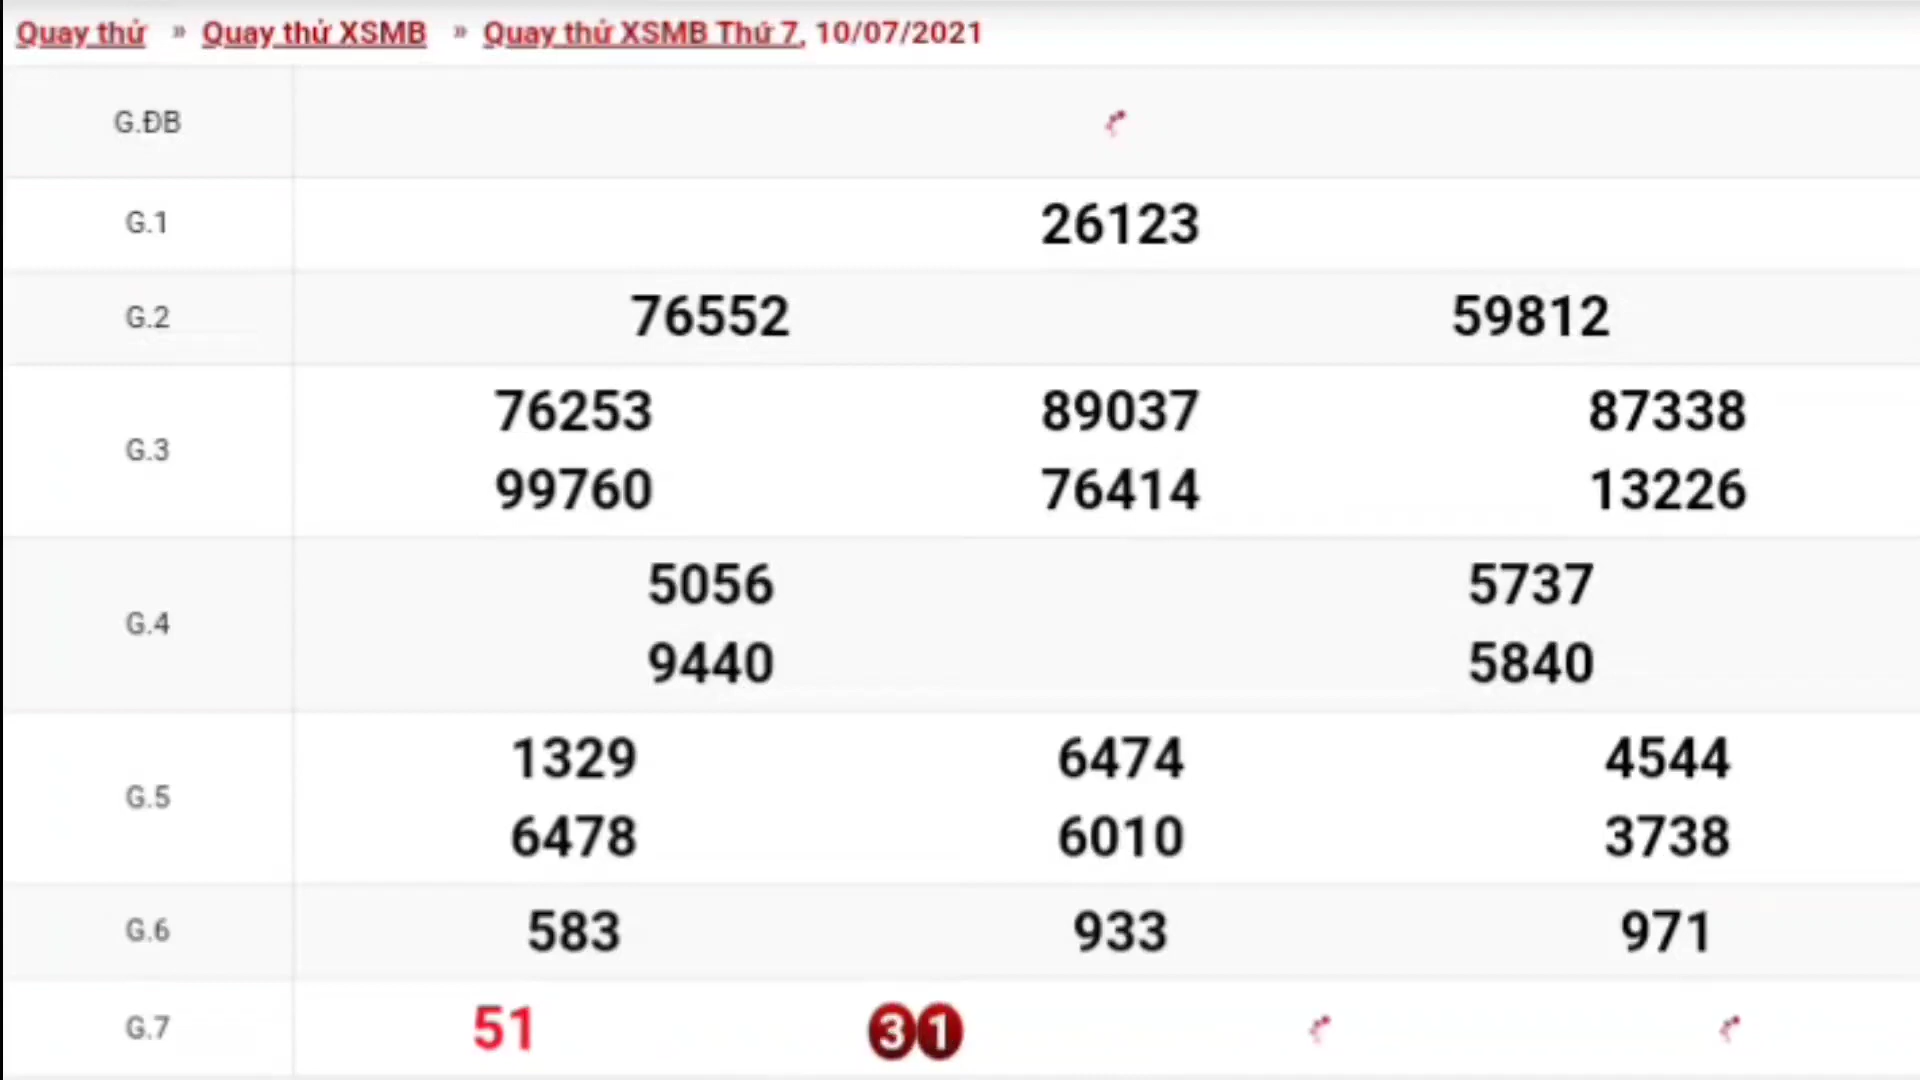 Quay thử » Quay thử XSMB » Quay thử XSMB Thứ 7, 10/07/2021
G.ĐB
G.1 26123
G.2 76552 59812
G.3 76253 89037 87338
99760 76414 13226
G.4 5056 5737
9440 5840
G.5 1329 6474 4544
6478 6010 3738
G.6 583 933 971
G.7 51 31